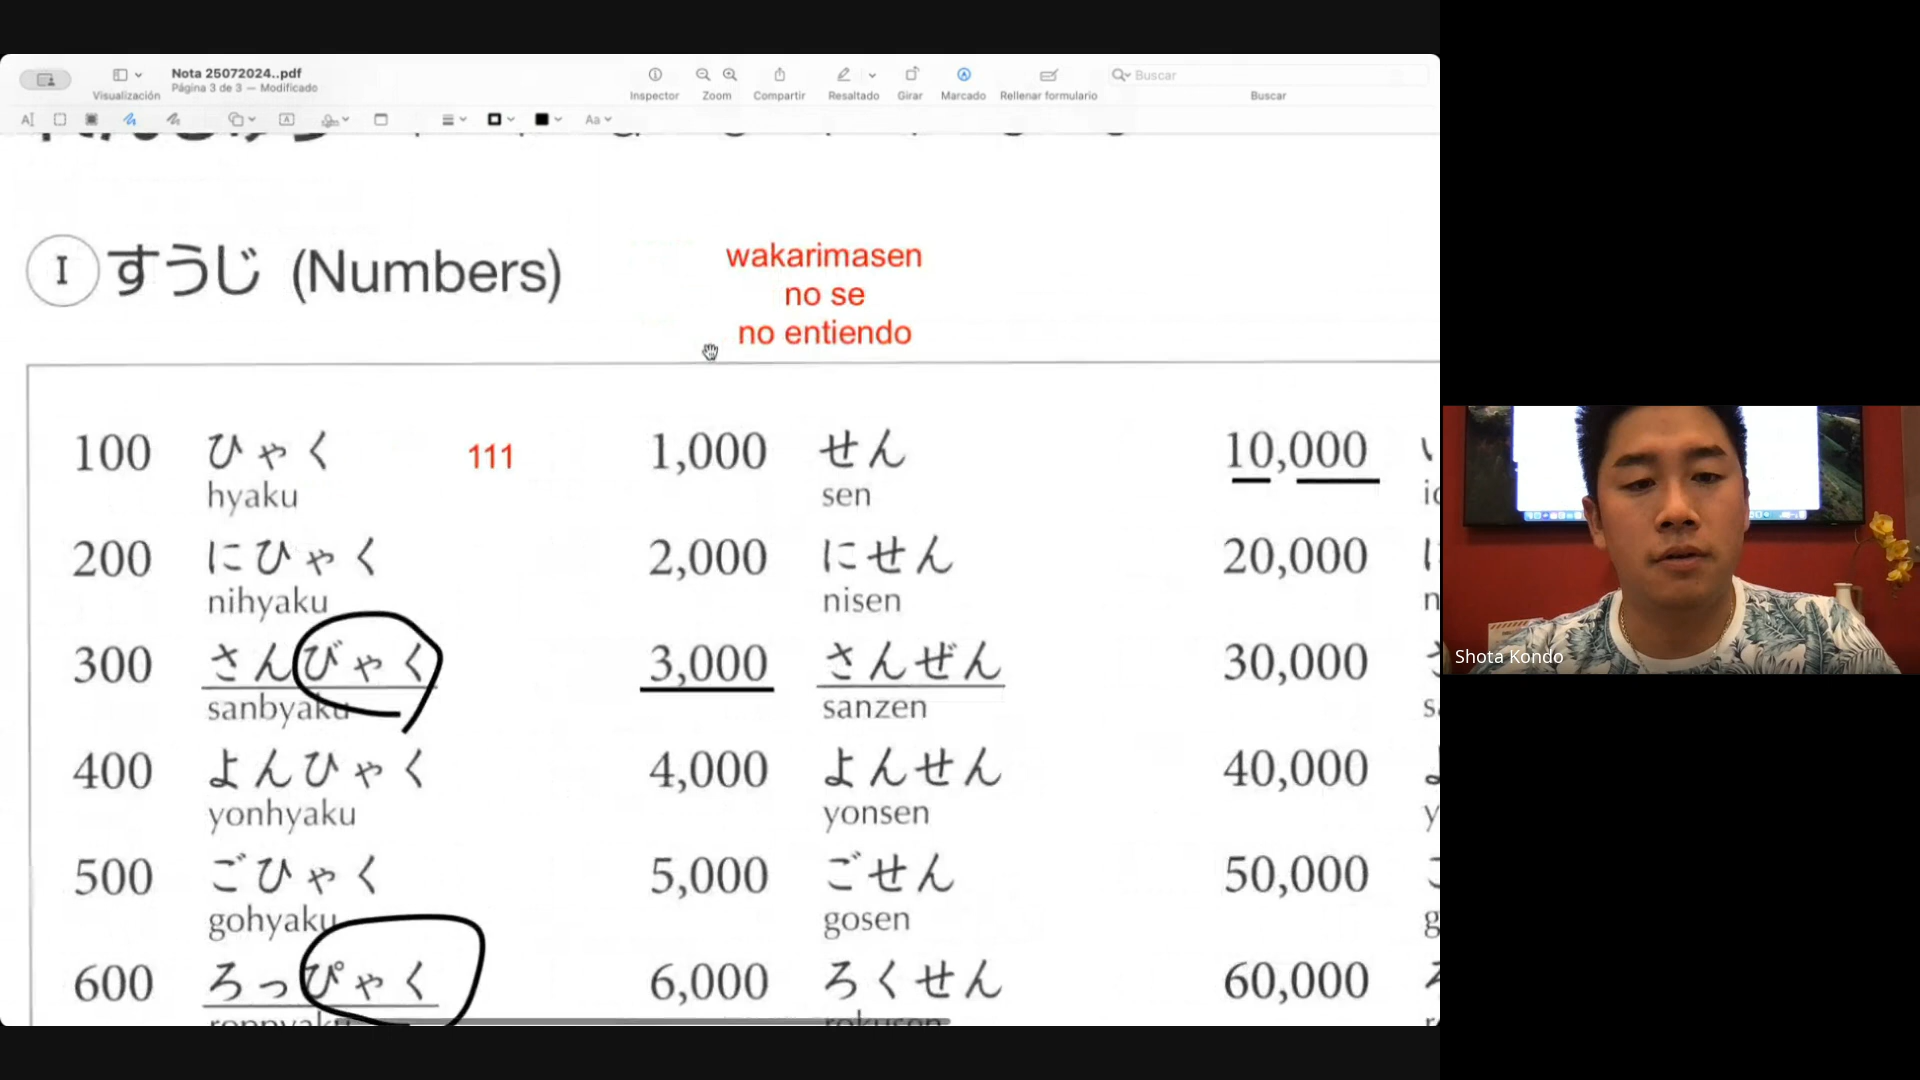 Nota 25072024..pdf
Página 3 de 3 — Modificado
Visualización
Inspector
Zoom
Compartir
Resaltado
Girar
Marcado
Rellenar formulario
Buscar
Buscar
AI
A
Aa
I すうじ (Numbers)
wakarimasen
no se
no entiendo
100 ひゃく 111 1,000 せん 10,000
hyaku sen
200 にひゃく 2,000 にせん 20,000
nihyaku nisen
300 さんびゃく 3,000 さんぜん 30,000
sanbyaku sanzen
400 よんひゃく 4,000 よんせん 40,000
yonhyaku yonsen
500 ごひゃく 5,000 ごせん 50,000
gohyaku gosen
600 ろっぴゃく 6,000 ろくせん 60,000
roppyaku rokusen
Shota Kondo